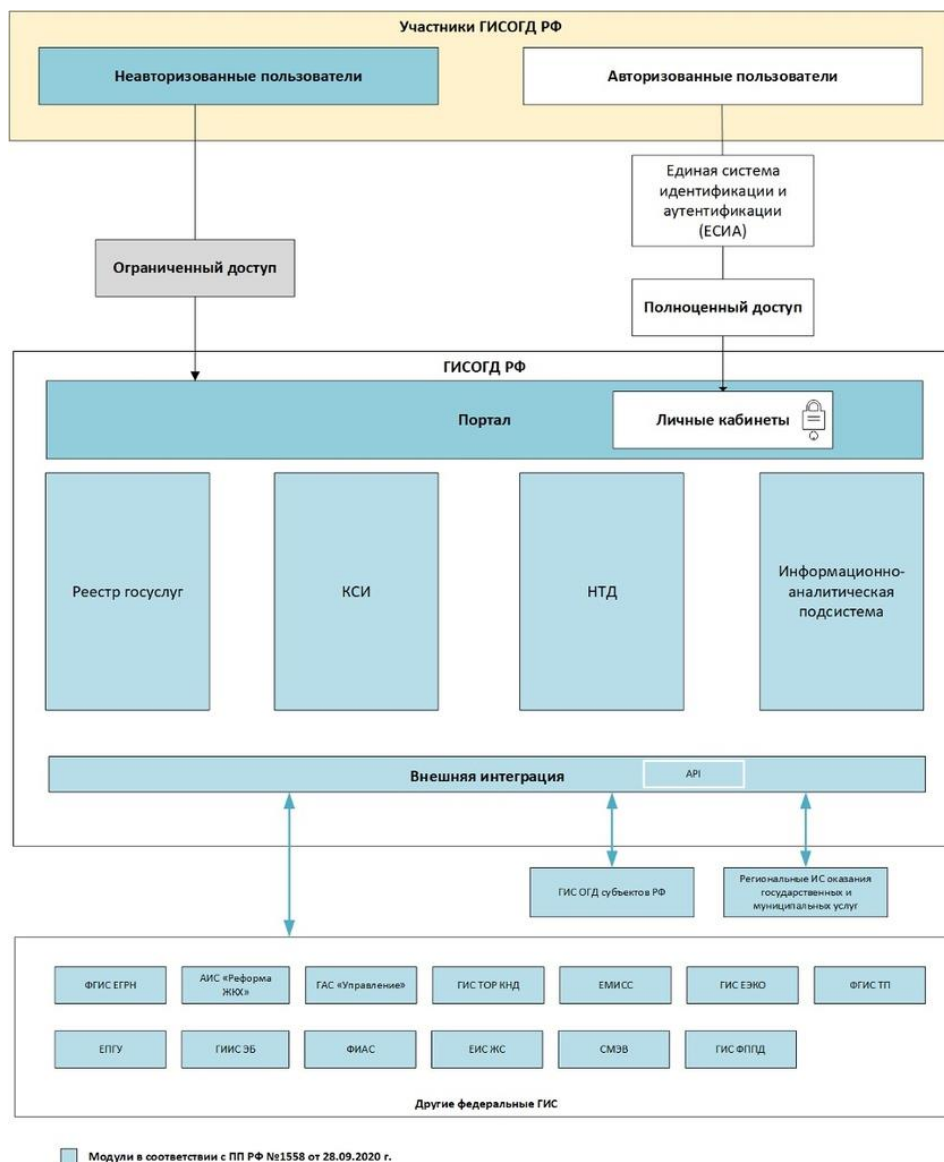 Участники ГИСОГД РФ
Неавторизованные пользователи
Авторизованные пользователи
Единая система
идентификации и
аутентификации
(ЕСИА)
Ограниченный доступ
Полноценный доступ
ГИСОГД РФ
Портал
Личные кабинеты
Реестр госуслуг
КСИ
НТД
Информационно-
аналитическая
подсистема
Внешняя интеграция
API
ГИС ОГД субъектов РФ
Региональные ИС оказания
государственных и
муниципальных услуг
ФГИС ЕГРН
АИС «Реформа
ЖКХ»
ГАС «Управление»
ГИС ТОР КНД
ЕМИСС
ГИС ЕЭКО
ФГИС ТП
ЕПГУ
ГИИС ЭБ
ФИАС
ЕИС ЖС
СМЭВ
ГИС ФППД
Другие федеральные ГИС
Модули в соответствии с ПП РФ №1558 от 28.09.2020 г.